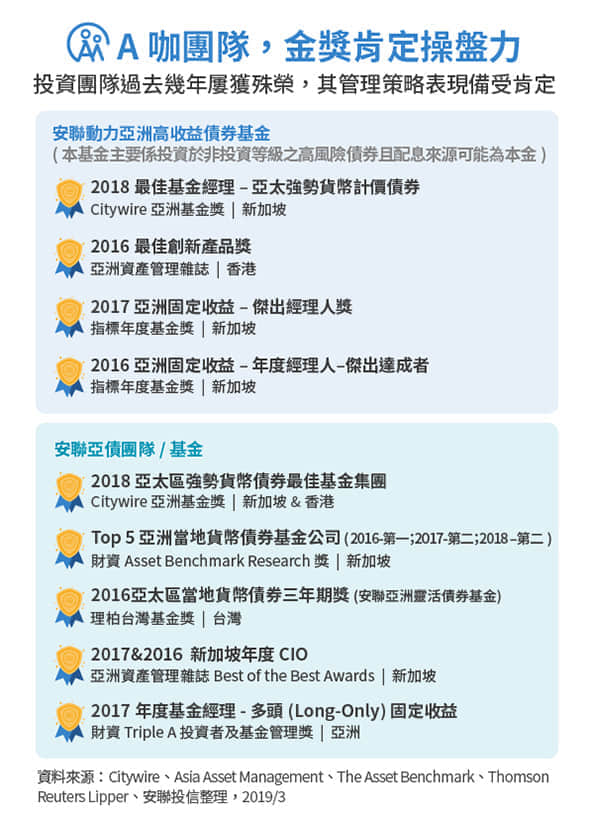 A 咖團隊，金獎肯定操盤力
投資團隊過去幾年屢獲殊榮，其管理策略表現備受肯定
安聯動力亞洲高收益債券基金
( 本基金主要係投資於非投資等級之高風險債券且配息來源可能為本金 )
2018 最佳基金經理 – 亞太強勢貨幣計價債券
Citywire 亞洲基金獎 | 新加坡
2016 最佳創新產品獎
亞洲資產管理雜誌 | 香港
2017 亞洲固定收益 – 傑出經理人獎
指標年度基金獎 | 新加坡
2016 亞洲固定收益 – 年度經理人–傑出達成者
指標年度基金獎 | 新加坡
安聯亞債團隊 / 基金
2018 亞太區強勢貨幣債券最佳基金集團
Citywire 亞洲基金獎 | 新加坡 & 香港
Top 5 亞洲當地貨幣債券基金公司 ( 2016-第一;2017-第二;2018–第二 )
財資 Asset Benchmark Research 獎 | 新加坡
2016亞太區當地貨幣債券三年期獎 (安聯亞洲靈活債券基金)
理柏台灣基金獎 | 台灣
2017&2016 新加坡年度 CIO
亞洲資產管理雜誌 Best of the Best Awards | 新加坡
2017 年度基金經理 - 多頭 (Long-Only) 固定收益
財資 Triple A 投資者及基金管理獎 | 亞洲
資料來源：Citywire、Asia Asset Management、The Asset Benchmark、Thomson
Reuters Lipper、安聯投信整理，2019/3